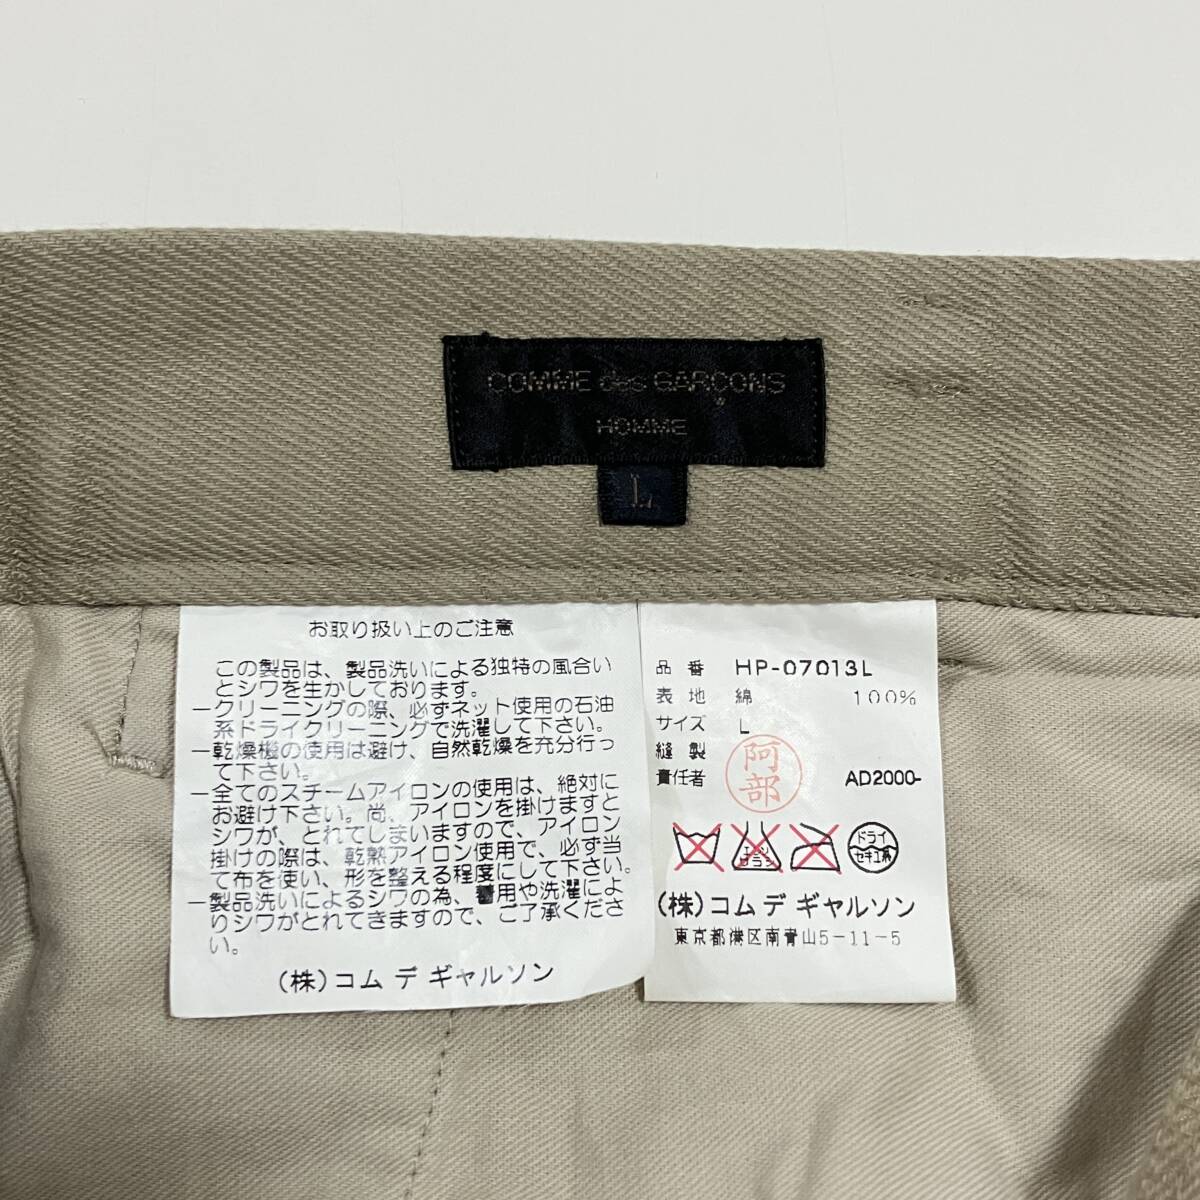 COMME des GARÇONS
HOMME
L
お取り扱い上のご注意
この製品は、製品洗いによる独特の風合い
とシワを生かしております。
—クリーニングの際、必ずネット使用の石油
系ドライクリーニングで洗濯して下さい。
—乾燥機の使用は避け、自然乾燥を充分行っ
て下さい。
—全てのスチームアイロンの使用は、絶対に
お避け下さい。尚、アイロンを掛けますと
シワが、とれてしまいますので、アイロン
掛けの際は、乾熱アイロン使用で、必ず当
て布を使い、形を整える程度にして下さい。
—製品洗いによるシワの為、着用や洗濯によ
りシワがとれてきますので、ご了承くださ
い。
(株)コム デ ギャルソン
品番 HP-07013L
表地 綿 100%
サイズ L
縫製
責任者 阿部 AD2000-
エンソ
サラシ
ドライ
セキユ系
(株)コム デ ギャルソン
東京都港区南青山5-11-5